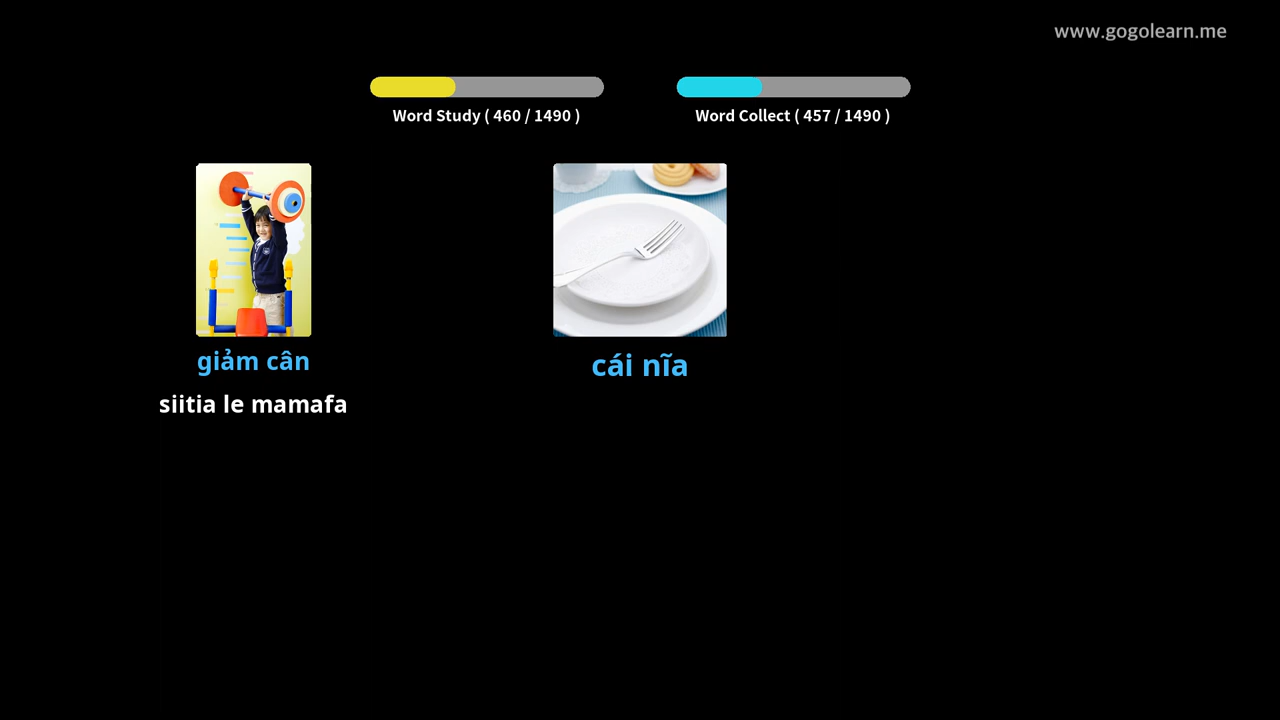 www.gogolearn.me
Word Study ( 460 / 1490 )
Word Collect ( 457 / 1490 )
giảm cân
siitia le mamafa
cái nĩa